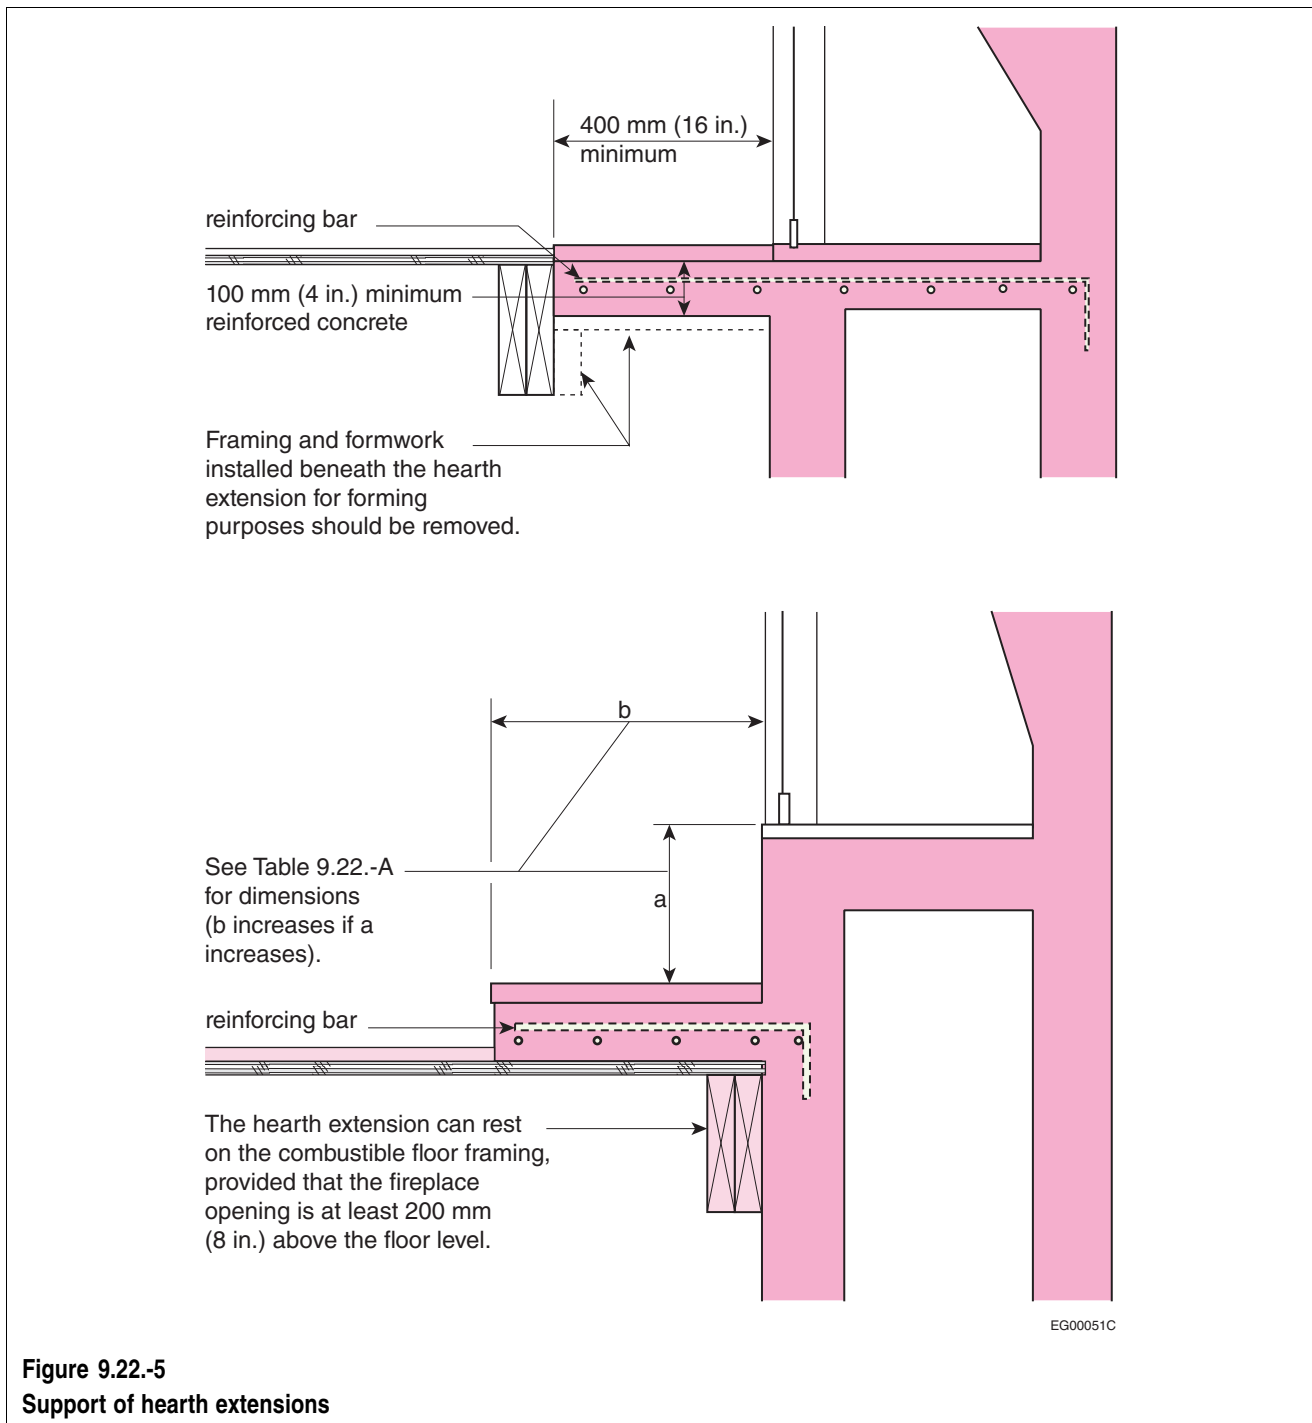 400 mm (16 in.)
minimum
reinforcing bar
100 mm (4 in.) minimum
reinforced concrete
Framing and formwork
installed beneath the hearth
extension for forming
purposes should be removed.
b
See Table 9.22.-A
for dimensions
(b increases if a
increases).
a
reinforcing bar
The hearth extension can rest
on the combustible floor framing,
provided that the fireplace
opening is at least 200 mm
(8 in.) above the floor level.
EG00051C
Figure 9.22.-5
Support of hearth extensions